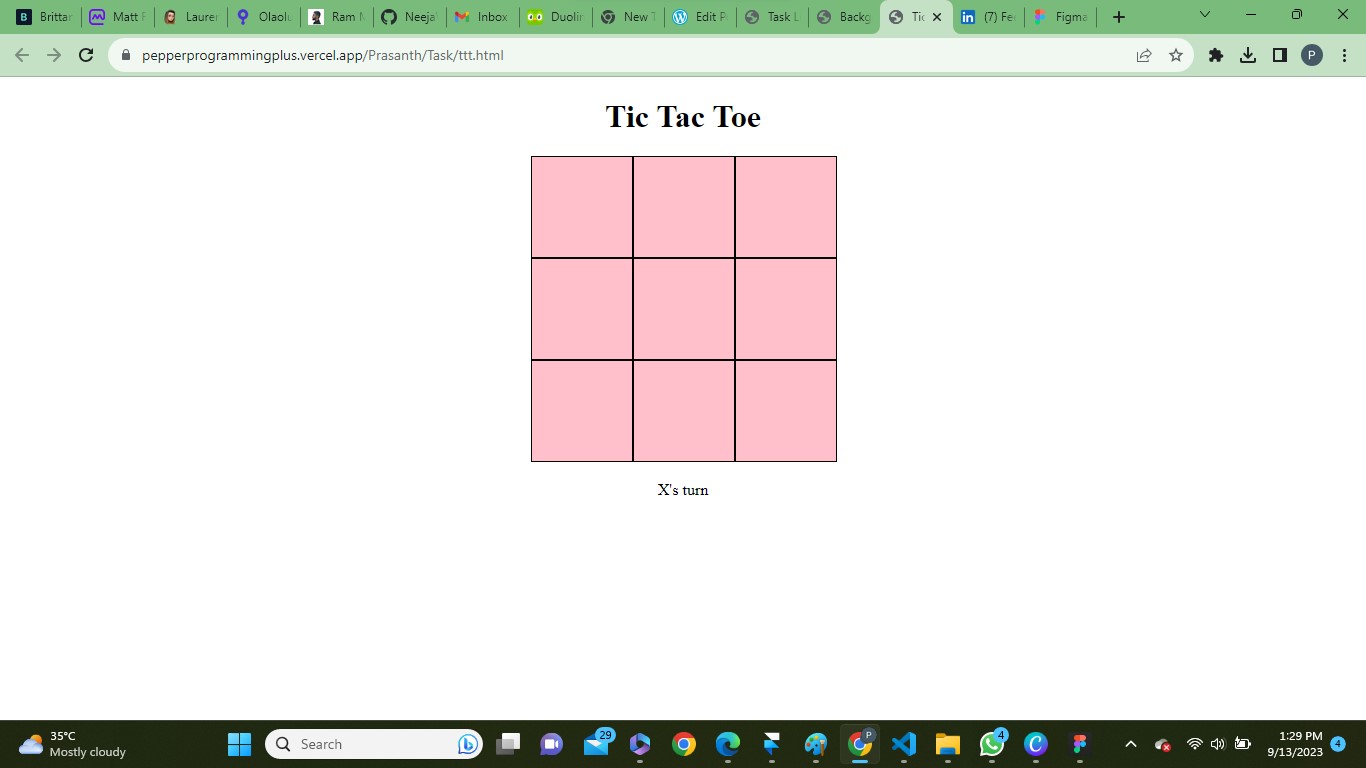 Brittar
Matt F
Laurer
Olaolu
Ram M
Neeja
Inbox
Duolin
New T
Edit P
Task L
Backg
Tic
(7) Fee
Figma
pepperprogrammingplus.vercel.app/Prasanth/Task/ttt.html
P
Tic Tac Toe
X's turn
35°C
Mostly cloudy
Search
29
P
4
1:29 PM
9/13/2023
4